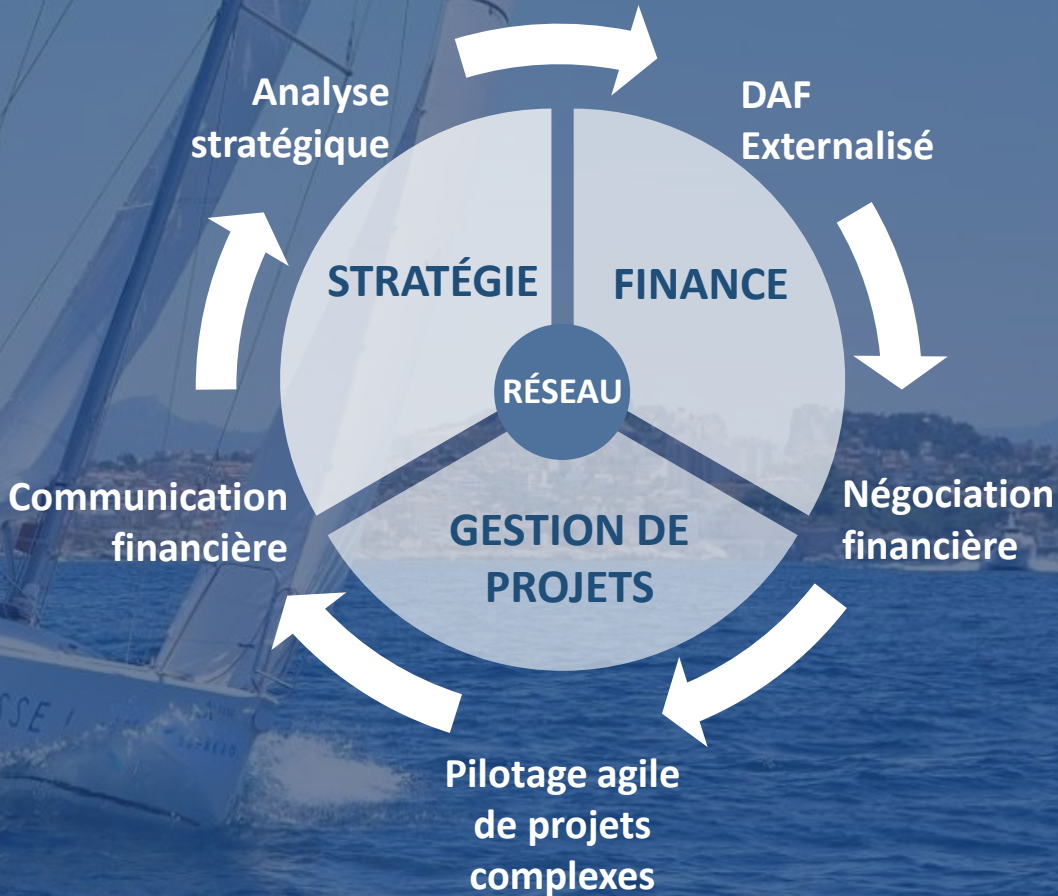 Analyse
stratégique
DAF
Externalisé
STRATÉGIE
FINANCE
RÉSEAU
Communication
financière
Négociation
financière
GESTION DE
PROJETS
Pilotage agile
de projets
complexes